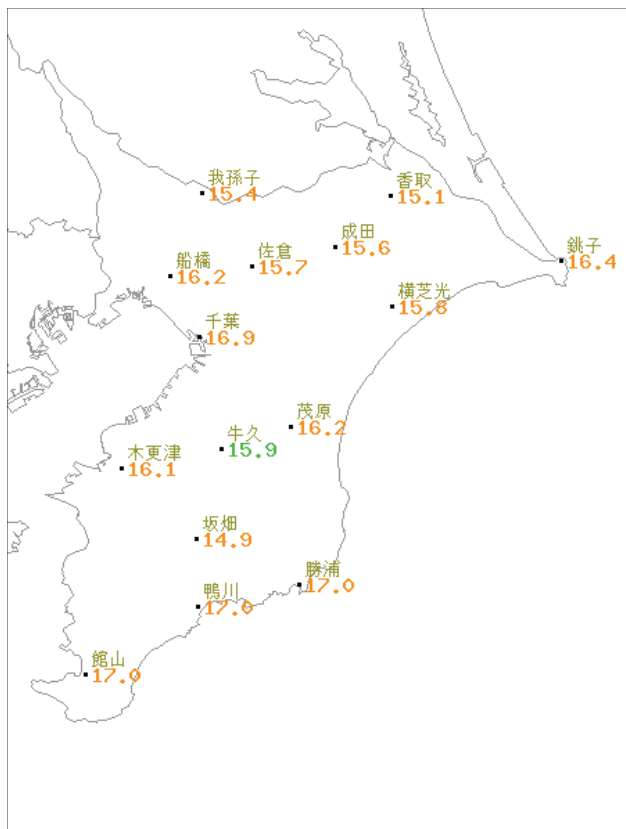 我孫子
15.4
香取
15.1
成田
15.6
佐倉
15.7
船橋
16.2
銚子
16.4
横芝光
15.8
千葉
16.9
茂原
16.2
牛久
15.9
木更津
16.1
坂畑
14.9
勝浦
17.0
鴨川
17.0
館山
17.0